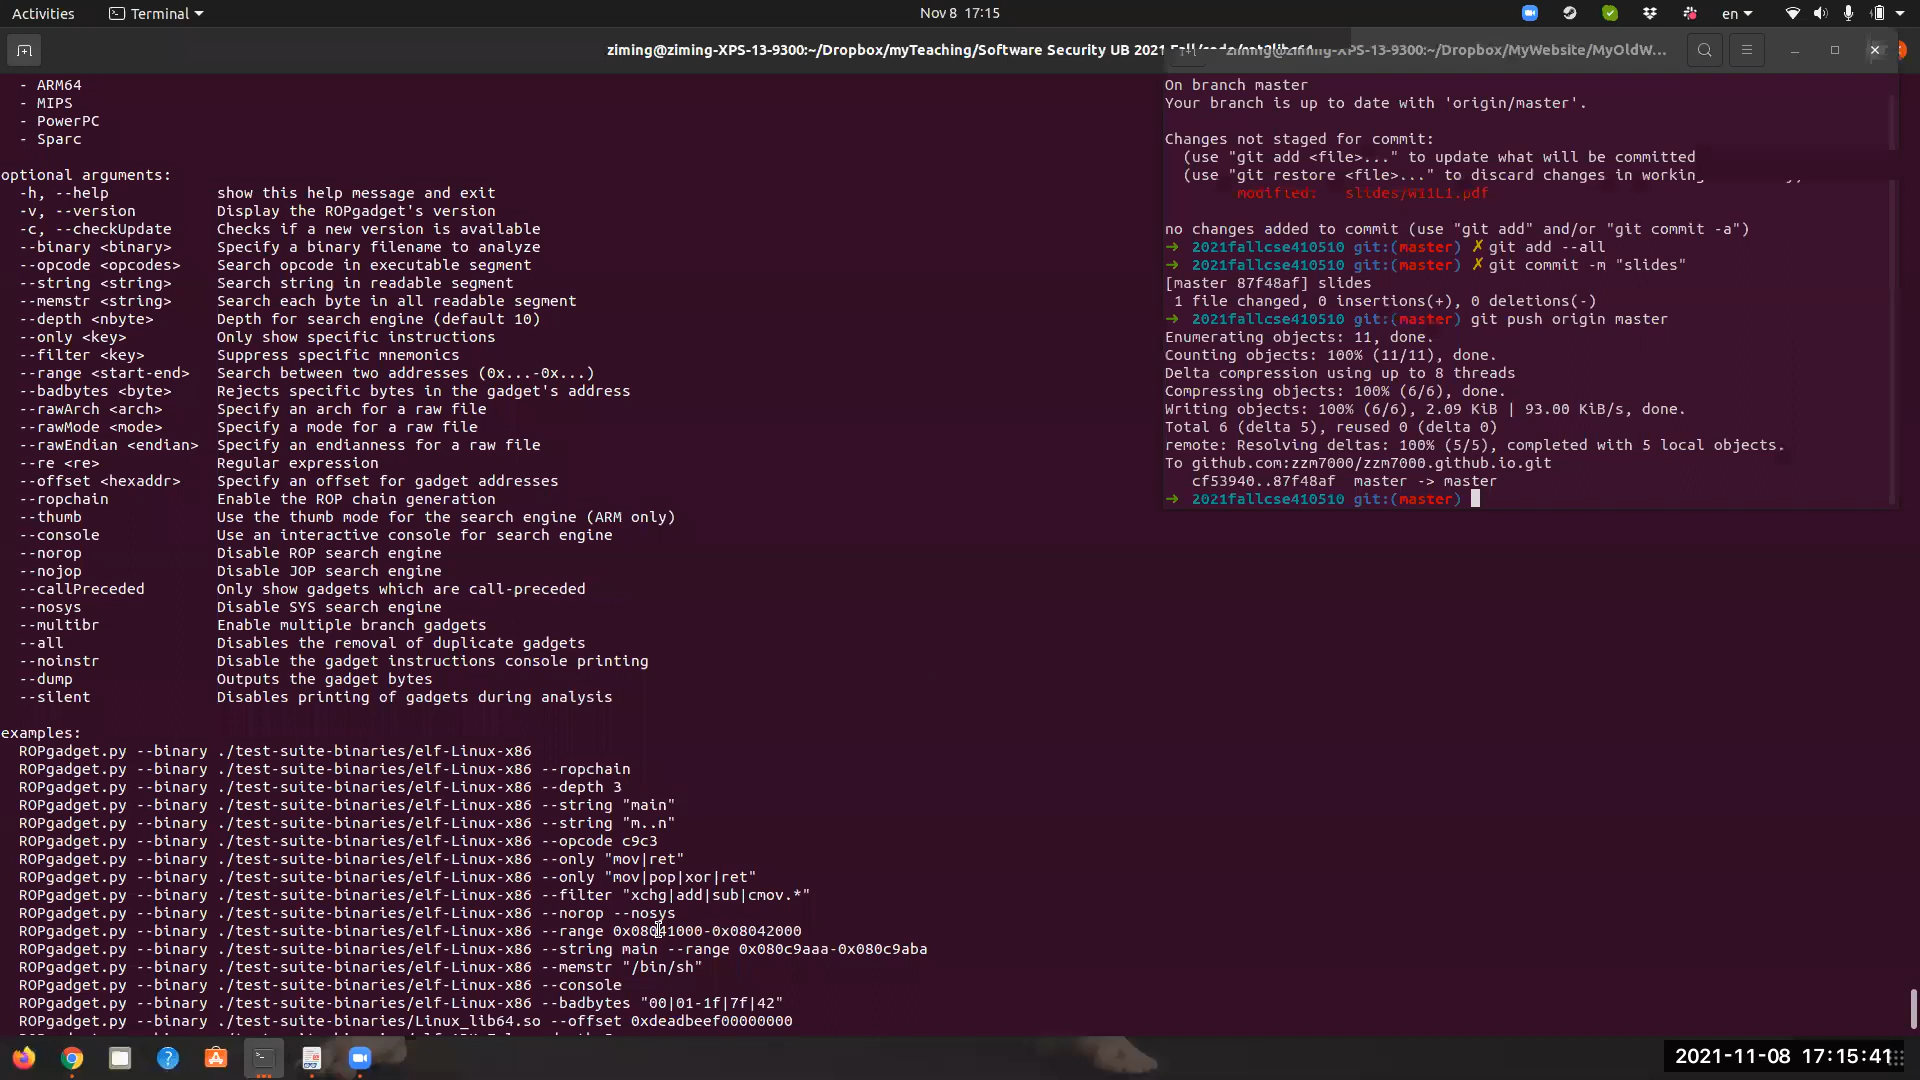 Activities
Terminal
Nov 8 17:15
en
ziming@ziming-XPS-13-9300:~/Dropbox/myTeaching/Software Security UB 2021
ziming@ziming-XPS-13-9300:~/Dropbox/MyWebsite/MyOldW...
- ARM64
- MIPS
- PowerPC
- Sparc
optional arguments:
-h, --help show this help message and exit
-v, --version Display the ROPgadget's version
-c, --checkUpdate Checks if a new version is available
--binary <binary> Specify a binary filename to analyze
--opcode <opcodes> Search opcode in executable segment
--string <string> Search string in readable segment
--memstr <string> Search each byte in all readable segment
--depth <nbyte> Depth for search engine (default 10)
--only <key> Only show specific instructions
--filter <key> Suppress specific mnemonics
--range <start-end> Search between two addresses (0x...-0x...)
--badbytes <byte> Rejects specific bytes in the gadget's address
--rawArch <arch> Specify an arch for a raw file
--rawMode <mode> Specify a mode for a raw file
--rawEndian <endian> Specify an endianness for a raw file
--re <re> Regular expression
--offset <hexaddr> Specify an offset for gadget addresses
--ropchain Enable the ROP chain generation
--thumb Use the thumb mode for the search engine (ARM only)
--console Use an interactive console for search engine
--norop Disable ROP search engine
--nojop Disable JOP search engine
--callPreceded Only show gadgets which are call-preceded
--nosys Disable SYS search engine
--multibr Enable multiple branch gadgets
--all Disables the removal of duplicate gadgets
--noinstr Disable the gadget instructions console printing
--dump Outputs the gadget bytes
--silent Disables printing of gadgets during analysis
examples:
ROPgadget.py --binary ./test-suite-binaries/elf-Linux-x86
ROPgadget.py --binary ./test-suite-binaries/elf-Linux-x86 --ropchain
ROPgadget.py --binary ./test-suite-binaries/elf-Linux-x86 --depth 3
ROPgadget.py --binary ./test-suite-binaries/elf-Linux-x86 --string "main"
ROPgadget.py --binary ./test-suite-binaries/elf-Linux-x86 --string "m..n"
ROPgadget.py --binary ./test-suite-binaries/elf-Linux-x86 --opcode c9c3
ROPgadget.py --binary ./test-suite-binaries/elf-Linux-x86 --only "mov|ret"
ROPgadget.py --binary ./test-suite-binaries/elf-Linux-x86 --only "mov|pop|xor|ret"
ROPgadget.py --binary ./test-suite-binaries/elf-Linux-x86 --filter "xchg|add|sub|cmov.*"
ROPgadget.py --binary ./test-suite-binaries/elf-Linux-x86 --norop --nosys
ROPgadget.py --binary ./test-suite-binaries/elf-Linux-x86 --range 0x08041000-0x08042000
ROPgadget.py --binary ./test-suite-binaries/elf-Linux-x86 --string main --range 0x080c9aaa-0x080c9aba
ROPgadget.py --binary ./test-suite-binaries/elf-Linux-x86 --memstr "/bin/sh"
ROPgadget.py --binary ./test-suite-binaries/elf-Linux-x86 --console
ROPgadget.py --binary ./test-suite-binaries/elf-Linux-x86 --badbytes "00|01-1f|7f|42"
ROPgadget.py --binary ./test-suite-binaries/Linux_lib64.so --offset 0xdeadbeef00000000
On branch master
Your branch is up to date with 'origin/master'.
Changes not staged for commit:
(use "git add <file>..." to update what will be committed
(use "git restore <file>..." to discard changes in working
modified: slides/w11L1.pdf
no changes added to commit (use "git add" and/or "git commit -a")
➜ 2021fallcse410510 git:(master) ✗ git add --all
➜ 2021fallcse410510 git:(master) ✗ git commit -m "slides"
[master 87f48af] slides
1 file changed, 0 insertions(+), 0 deletions(-)
➜ 2021fallcse410510 git:(master) git push origin master
Enumerating objects: 11, done.
Counting objects: 100% (11/11), done.
Delta compression using up to 8 threads
Compressing objects: 100% (6/6), done.
Writing objects: 100% (6/6), 2.09 KiB | 93.00 KiB/s, done.
Total 6 (delta 5), reused 0 (delta 0)
remote: Resolving deltas: 100% (5/5), completed with 5 local objects.
To github.com:zzm7000/zzm7000.github.io.git
cf53940..87f48af master -> master
➜ 2021fallcse410510 git:(master)
2021-11-08 17:15:41